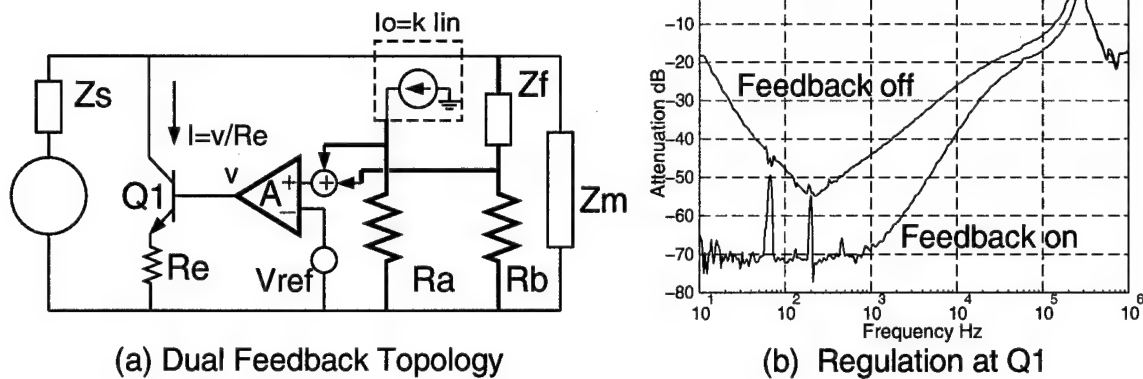 Io=k Iin
Zs
Zf
I=v/Re
v
Q1
A
+
−
+
Zm
Re
Vref
Ra
Rb
(a) Dual Feedback Topology
Attenuation dB
−10
−20
−30
−40
−50
−60
−70
−80
Feedback off
Feedback on
10^1 10^2 10^3 10^4 10^5 10^6
Frequency Hz
(b) Regulation at Q1